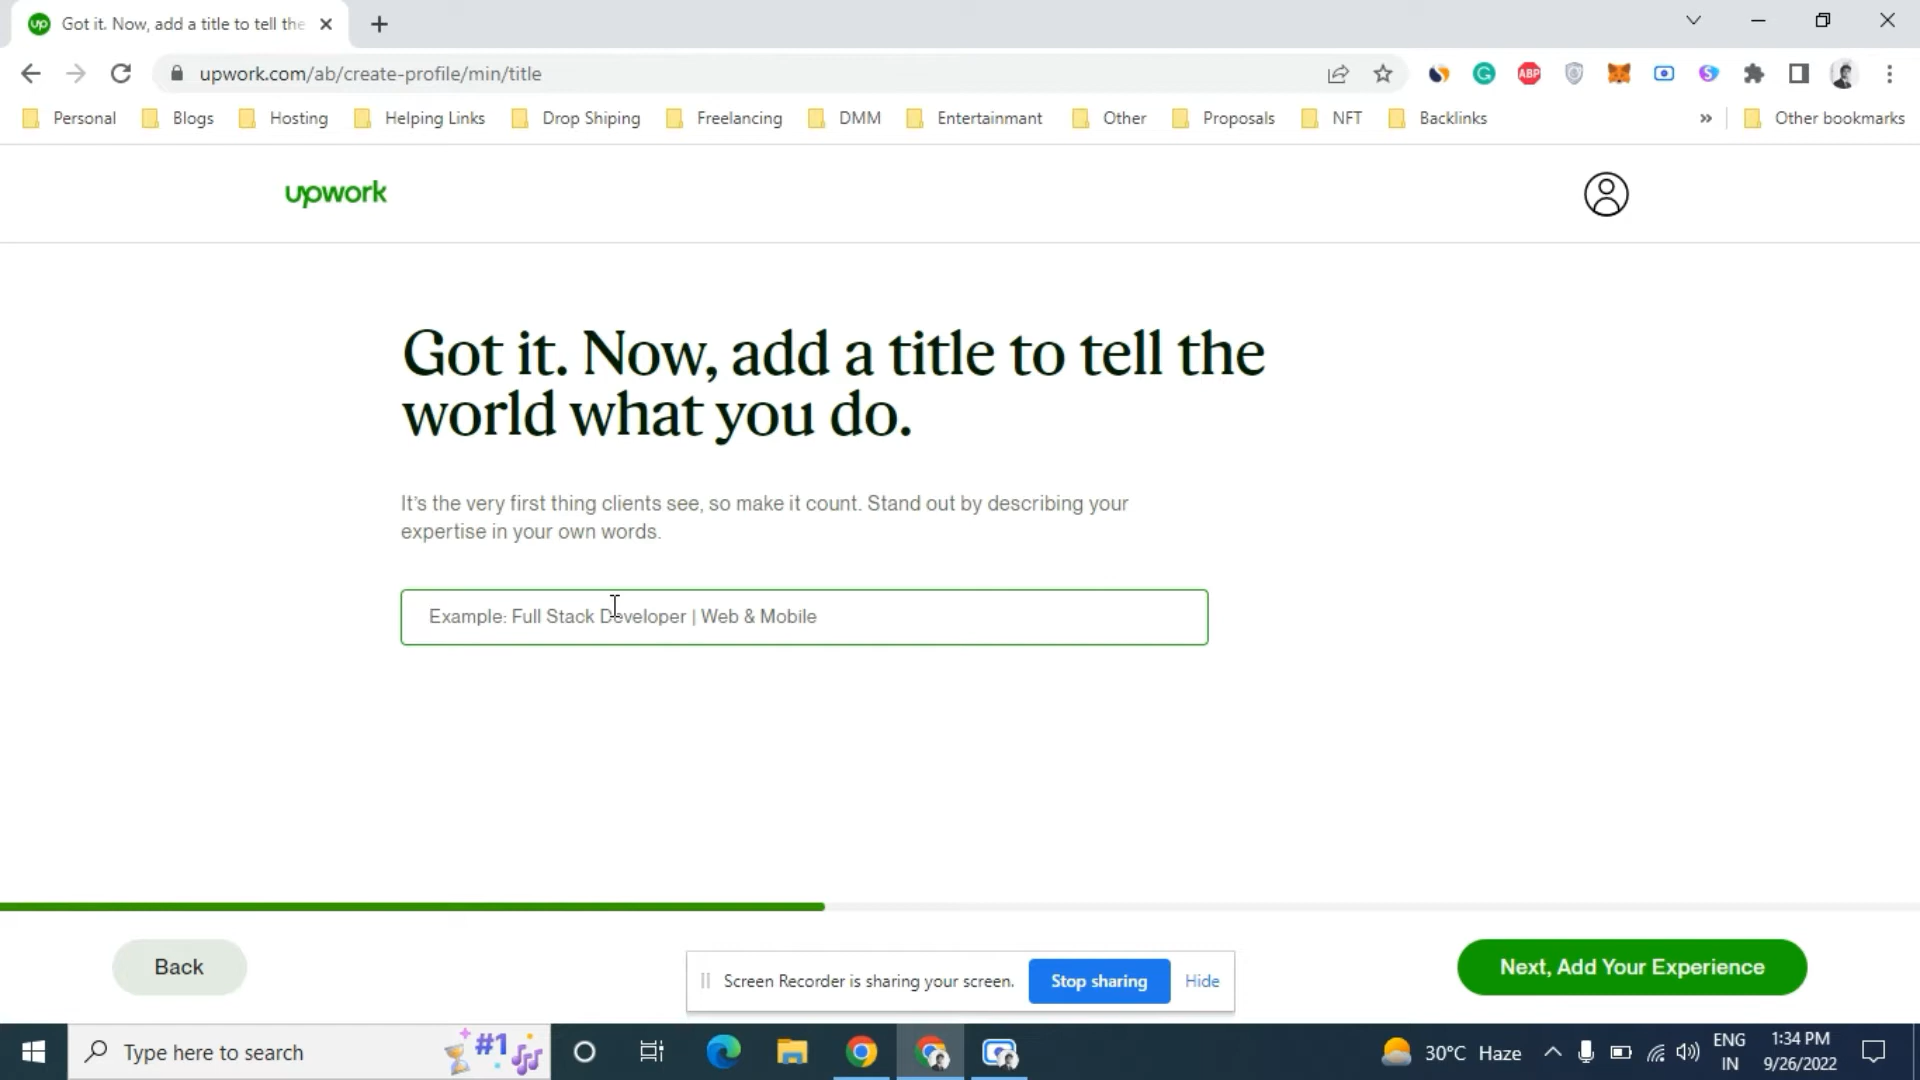 Got it. Now, add a title to tell the
upwork.com/ab/create-profile/min/title
ABP
Personal
Blogs
Hosting
Helping Links
Drop Shiping
Freelancing
DMM
Entertainmant
Other
Proposals
NFT
Backlinks
»
Other bookmarks
upwork
Got it. Now, add a title to tell the
world what you do.
It's the very first thing clients see, so make it count. Stand out by describing your
expertise in your own words.
Example: Full Stack Developer | Web & Mobile
Back
Screen Recorder is sharing your screen.
Stop sharing
Hide
Next, Add Your Experience
Type here to search
#1
30°C Haze
ENG
IN
1:34 PM
9/26/2022